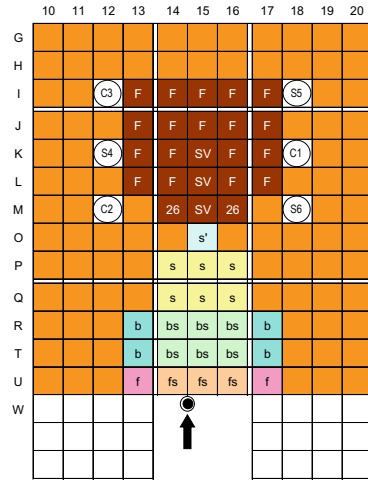 10 11 12 13 14 15 16 17 18 19 20
G
H
I C3 F F F F F S5
J F F F F F
K S4 F F SV F F C1
L F F SV F F
M C2 26 SV 26 S6
O s'
P s s s
Q s s s
R b bs bs bs b
T b bs bs bs b
U f fs fs fs f
W